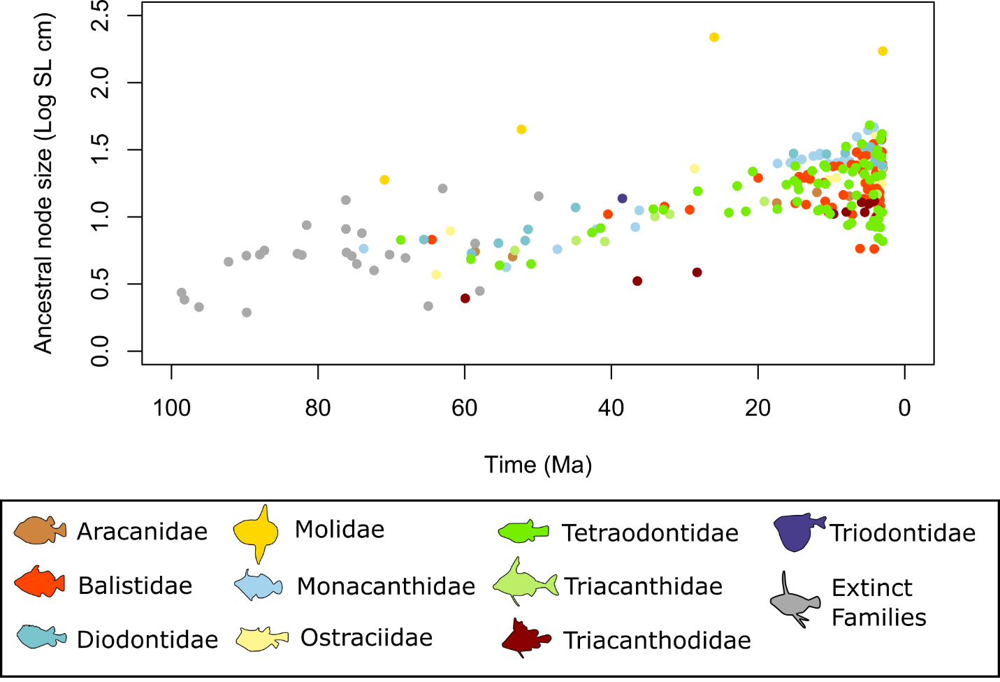 Ancestral node size (Log SL cm)
2.5
2.0
1.5
1.0
0.5
0.0
100 80 60 40 20 0
Time (Ma)
Aracanidae Molidae Tetraodontidae Triodontidae
Balistidae Monacanthidae Triacanthidae Extinct
Families
Diodontidae Ostraciidae Triacanthodidae